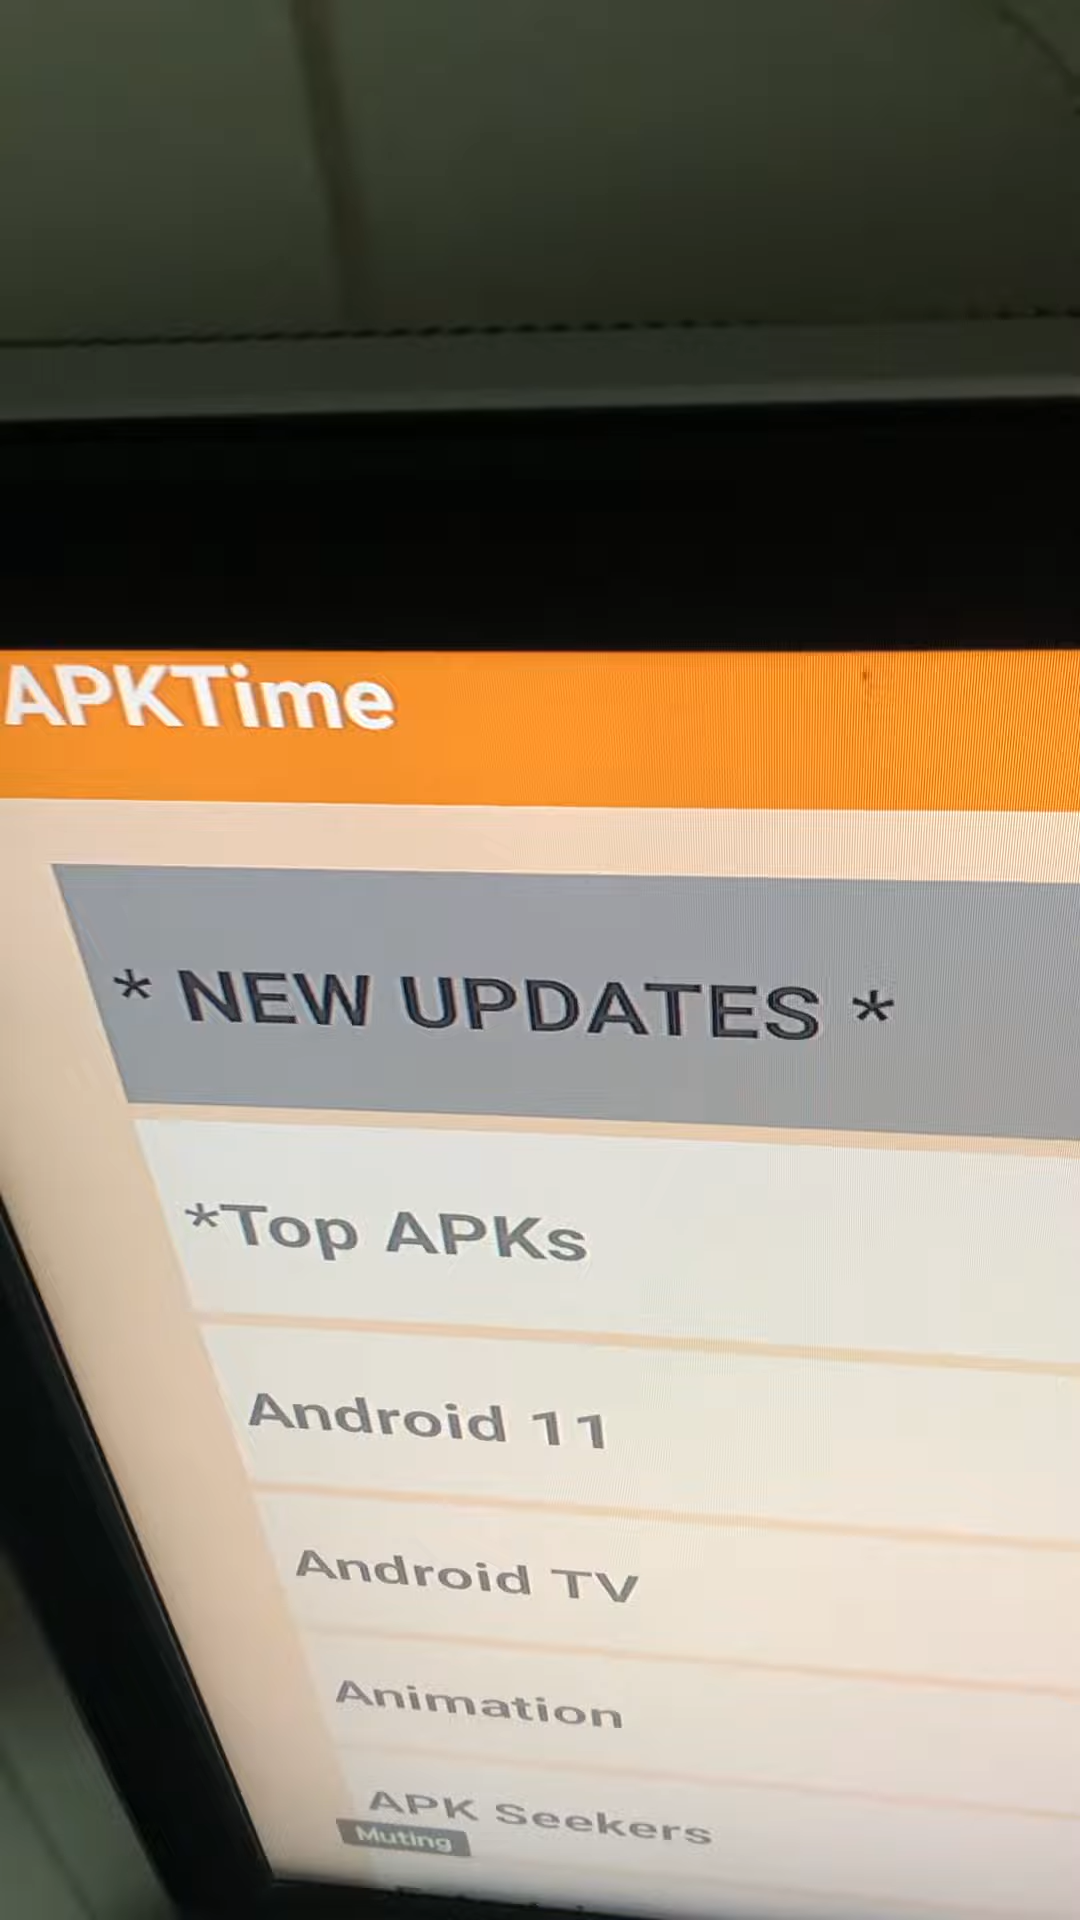 APKTime
* NEW UPDATES *
*Top APKs
Android 11
Android TV
Animation
APK Seekers
Muting